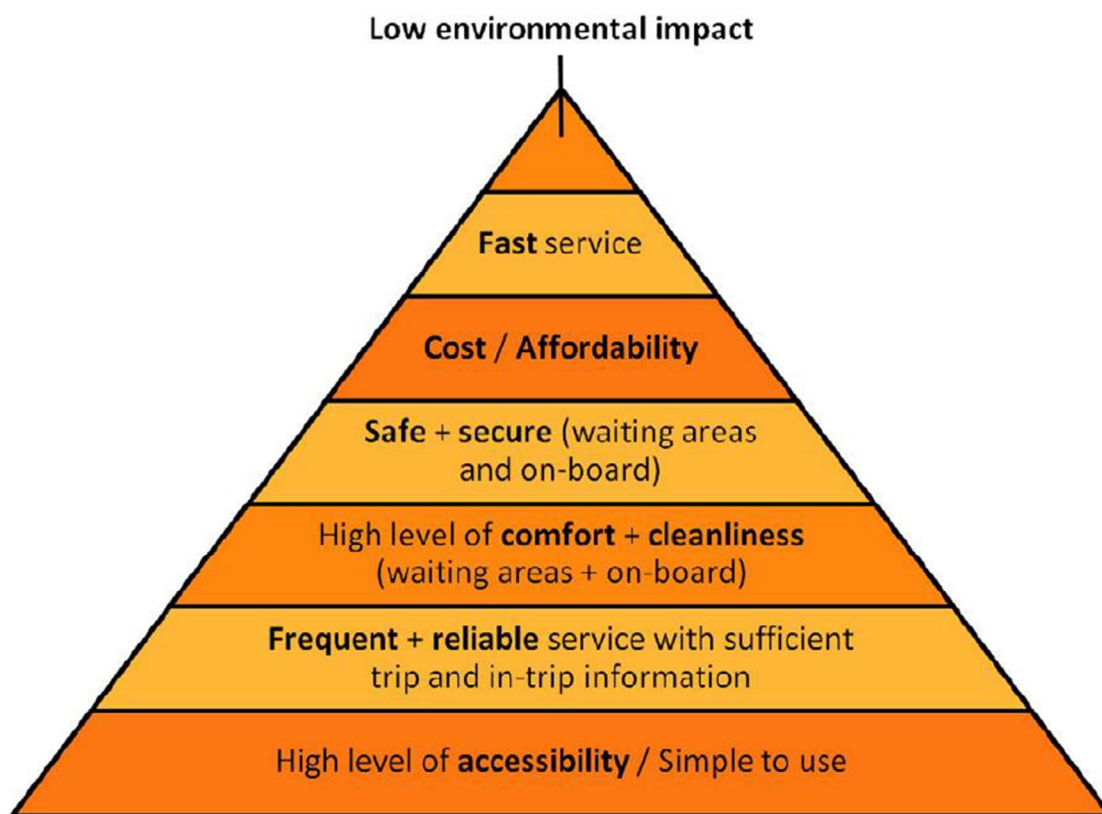 Low environmental impact
Fast service
Cost / Affordability
Safe + secure (waiting areas
and on-board)
High level of comfort + cleanliness
(waiting areas + on-board)
Frequent + reliable service with sufficient
trip and in-trip information
High level of accessibility / Simple to use